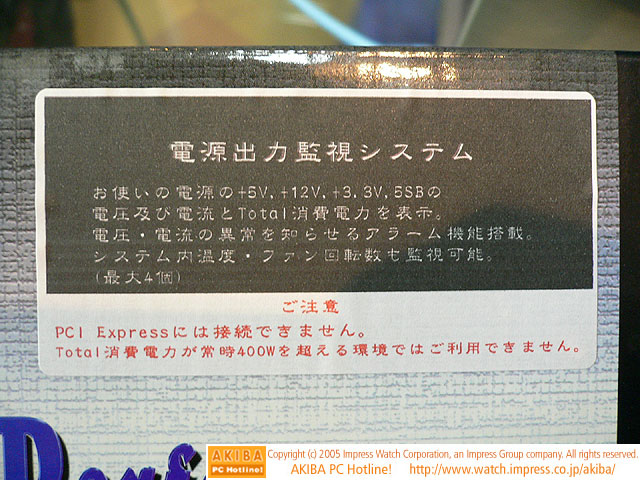 電源出力監視システム
お使いの電源の+5V,+12V,+3.3V,5SBの
電圧及び電流とTotal消費電力を表示。
電圧・電流の異常を知らせるアラーム機能搭載。
システム内温度・ファン回転数も監視可能。
(最大4個)
ご注意
PCI Expressには接続できません。
Total消費電力が常時400Wを超える環境ではご利用できません。
AKIBA
PC Hotline!
Copyright (c) 2005 Impress Watch Corporation, an Impress Group company. All rights reserved.
AKIBA PC Hotline! http://www.watch.impress.co.jp/akiba/